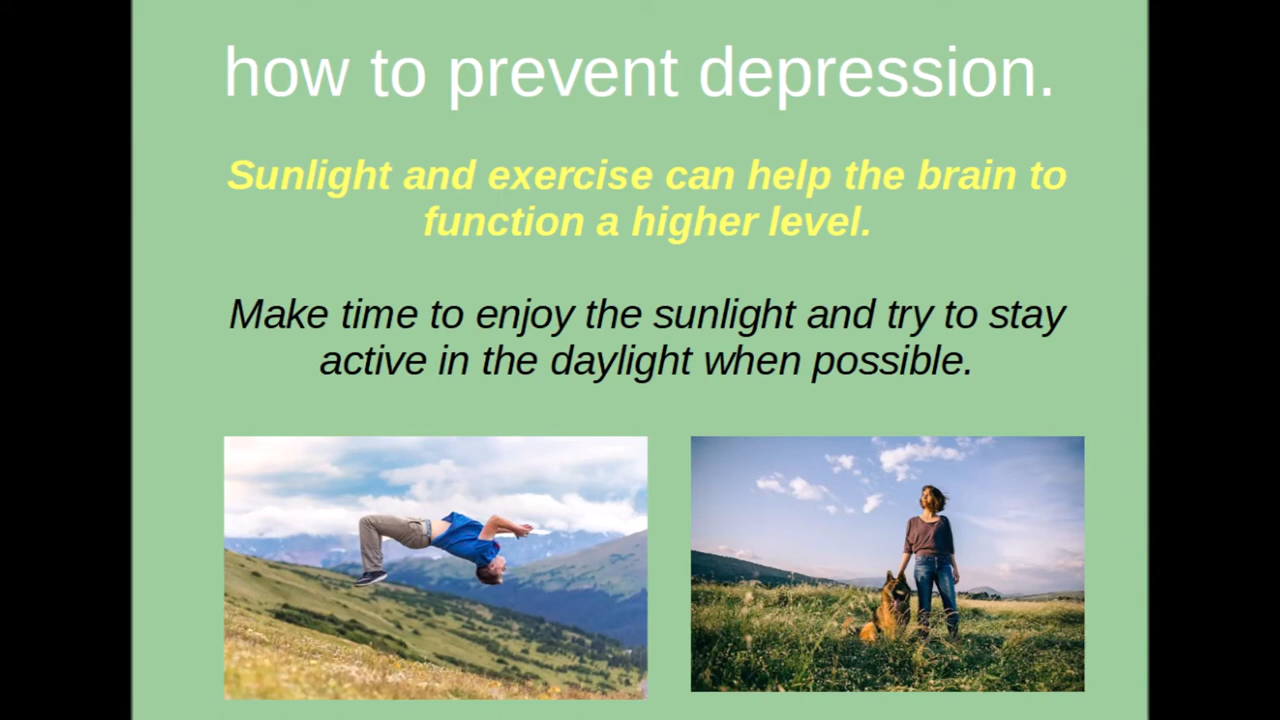 how to prevent depression.
Sunlight and exercise can help the brain to
function a higher level.
Make time to enjoy the sunlight and try to stay
active in the daylight when possible.